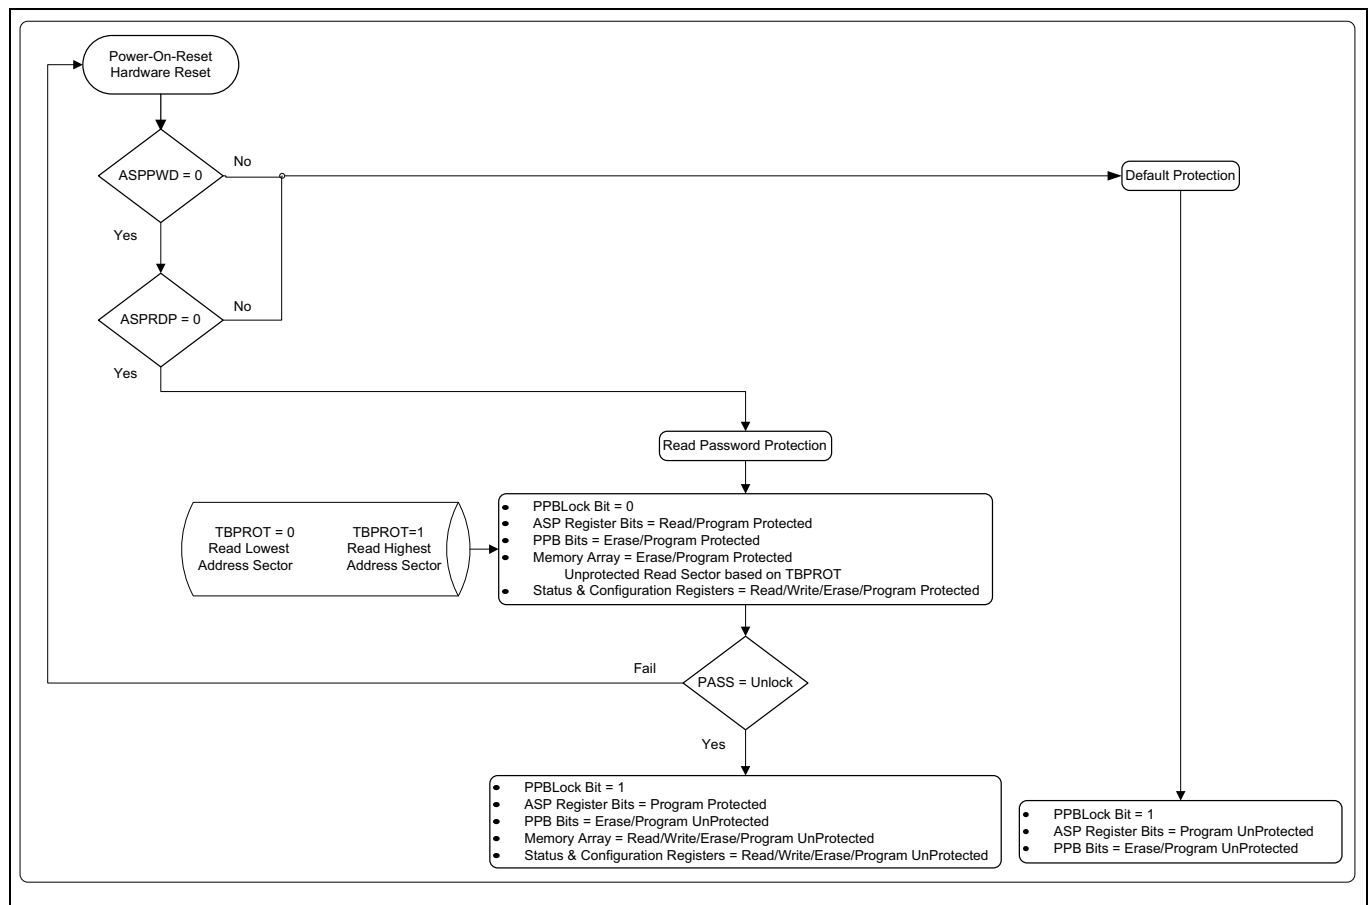 Power-On-Reset
Hardware Reset
ASPPWD = 0
No
Default Protection
Yes
ASPRDP = 0
No
Yes
Read Password Protection
TBPROT = 0
Read Lowest
Address Sector
TBPROT=1
Read Highest
Address Sector
• PPBLock Bit = 0
• ASP Register Bits = Read/Program Protected
• PPB Bits = Erase/Program Protected
• Memory Array = Erase/Program Protected
Unprotected Read Sector based on TBPROT
• Status & Configuration Registers = Read/Write/Erase/Program Protected
Fail
PASS = Unlock
Yes
• PPBLock Bit = 1
• ASP Register Bits = Program Protected
• PPB Bits = Erase/Program UnProtected
• Memory Array = Read/Write/Erase/Program UnProtected
• Status & Configuration Registers = Read/Write/Erase/Program UnProtected
• PPBLock Bit = 1
• ASP Register Bits = Program UnProtected
• PPB Bits = Erase/Program UnProtected